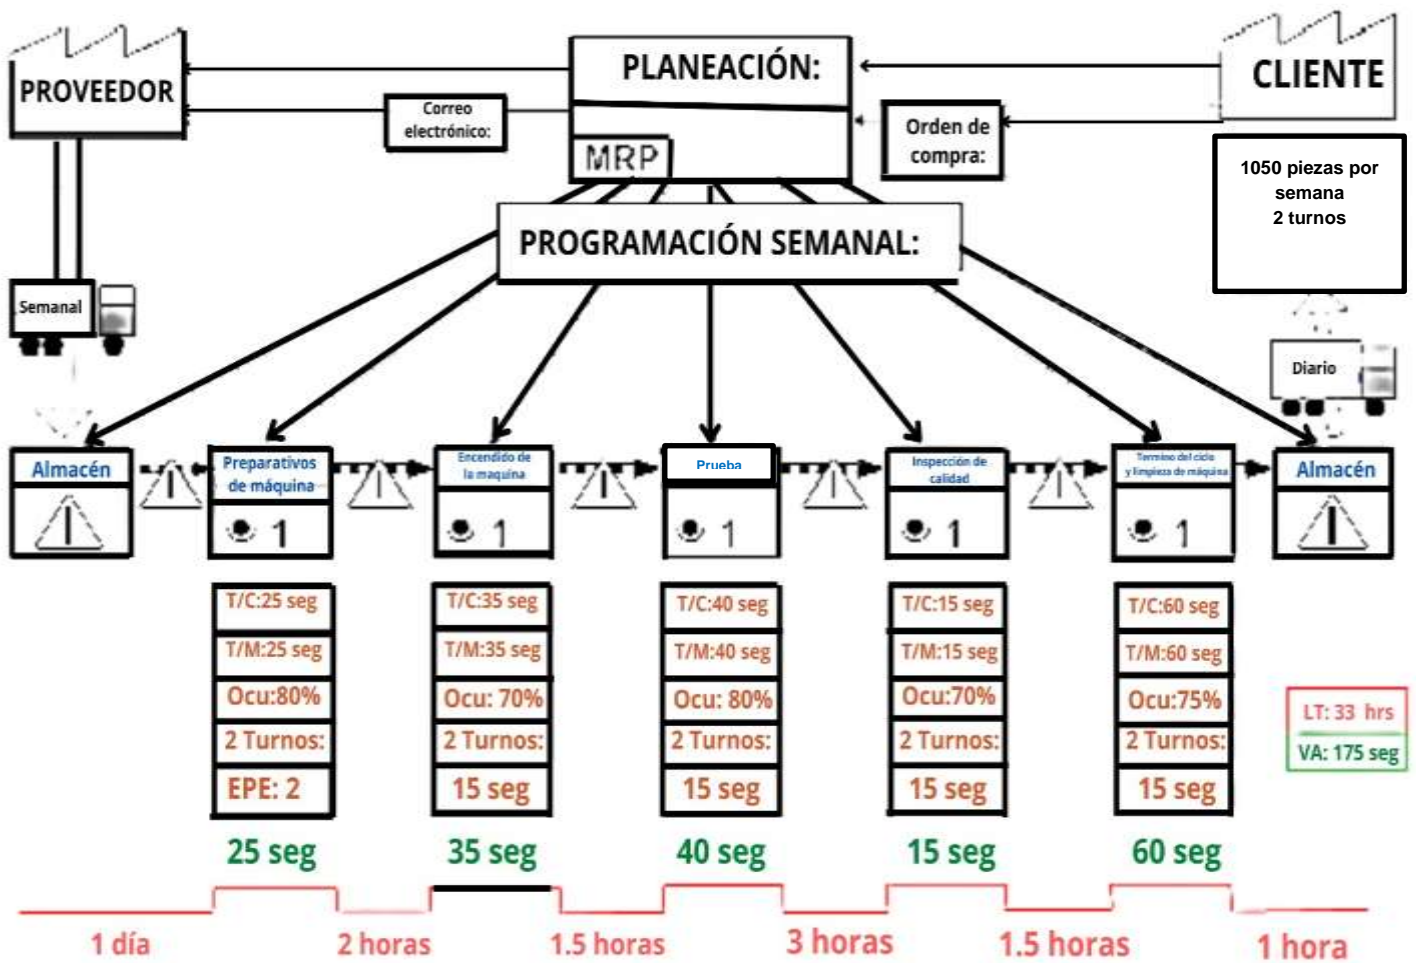 PROVEEDOR
Correo
electrónico:
PLANEACIÓN:
MRP
Orden de
compra:
CLIENTE
1050 piezas por
semana
2 turnos
PROGRAMACIÓN SEMANAL:
Semanal
Diario
Almacén
Preparativos
de máquina
1
Encendido de
la maquina
1
Prueba
1
Inspección de
calidad
1
Termino del ciclo
y limpieza de máquina
1
Almacén
T/C:25 seg
T/M:25 seg
Ocu:80%
2 Turnos:
EPE: 2
T/C:35 seg
T/M:35 seg
Ocu: 70%
2 Turnos:
15 seg
T/C:40 seg
T/M:40 seg
Ocu: 80%
2 Turnos:
15 seg
T/C:15 seg
T/M:15 seg
Ocu:70%
2 Turnos:
15 seg
T/C:60 seg
T/M:60 seg
Ocu:75%
2 Turnos:
15 seg
LT: 33 hrs
VA: 175 seg
25 seg
35 seg
40 seg
15 seg
60 seg
1 día
2 horas
1.5 horas
3 horas
1.5 horas
1 hora